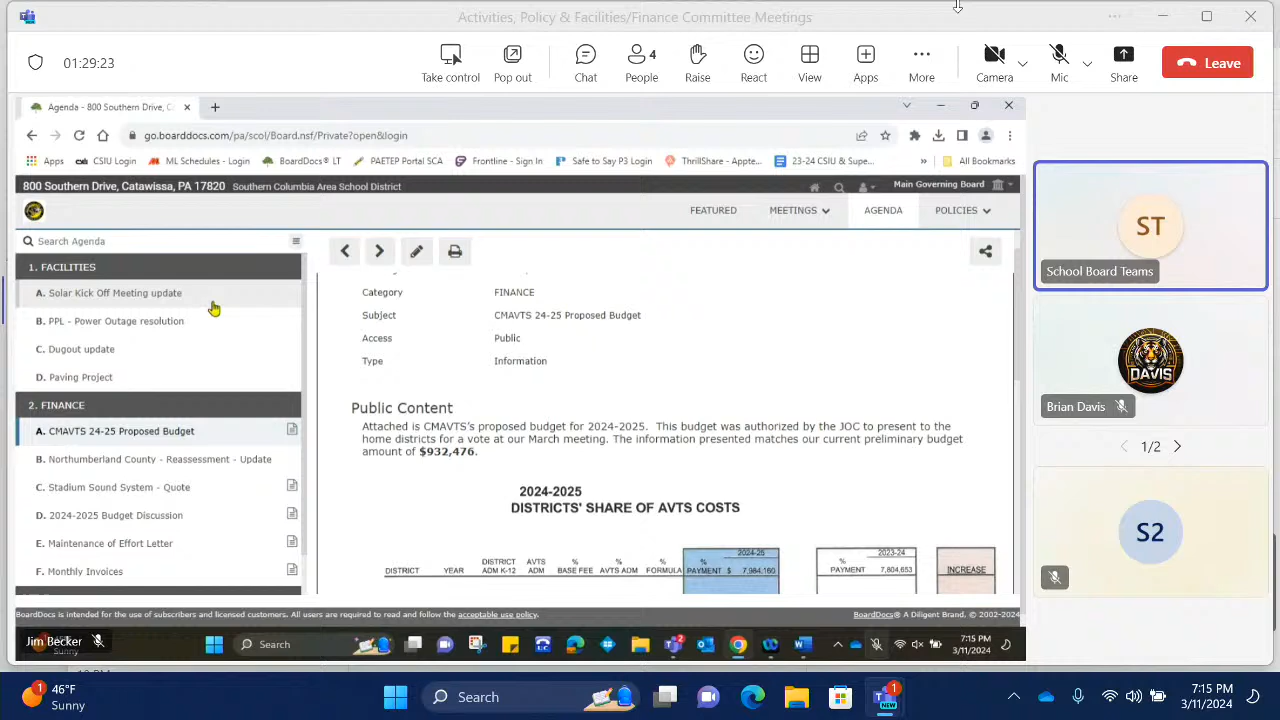 Activities, Policy & Facilities/Finance Committee Meetings
01:29:23
Take control
Pop out
Chat
People 4
Raise
React
View
Apps
More
Camera
Mic
Share
Leave
Agenda - 800 Southern Drive, C
go.boarddocs.com/pa/scol/Board.nsf/Private?open&login
Apps
CSIU Login
ML Schedules - Login
BoardDocs® LT
PAETEP Portal SCA
Frontline - Sign In
Safe to Say P3 Login
ThrillShare - Appte...
23-24 CSIU & Supe...
»
All Bookmarks
800 Southern Drive, Catawissa, PA 17820 Southern Columbia Area School District
Main Governing Board
FEATURED
MEETINGS
AGENDA
POLICIES
Search Agenda
1. FACILITIES
A. Solar Kick Off Meeting update
B. PPL - Power Outage resolution
C. Dugout update
D. Paving Project
2. FINANCE
A. CMAVTS 24-25 Proposed Budget
B. Northumberland County - Reassessment - Update
C. Stadium Sound System - Quote
D. 2024-2025 Budget Discussion
E. Maintenance of Effort Letter
F. Monthly Invoices
Category FINANCE
Subject CMAVTS 24-25 Proposed Budget
Access Public
Type Information
Public Content
Attached is CMAVTS's proposed budget for 2024-2025. This budget was authorized by the JOC to present to the
home districts for a vote at our March meeting. The information presented matches our current preliminary budget
amount of $932,476.
2024-2025
DISTRICTS' SHARE OF AVTS COSTS
DISTRICT
YEAR
DISTRICT
ADM K-12
AVTS
ADM
%
BASE FEE
%
AVTS ADM
%
FORMULA
2024-25
%
PAYMENT $ 7,984,160
2023-24
%
PAYMENT 7,804,653
INCREASE
BoardDocs is intended for the use of subscribers and licensed customers. All users are required to read and follow the acceptable use policy.
BoardDocs® A Diligent Brand. © 2002-2024
Jim Becker
Sunny
Search
2
7:15 PM
3/11/2024
ST
School Board Teams
DAVIS
Brian Davis
1/2
S2
1
46°F
Sunny
Search
1
NEW
7:15 PM
3/11/2024